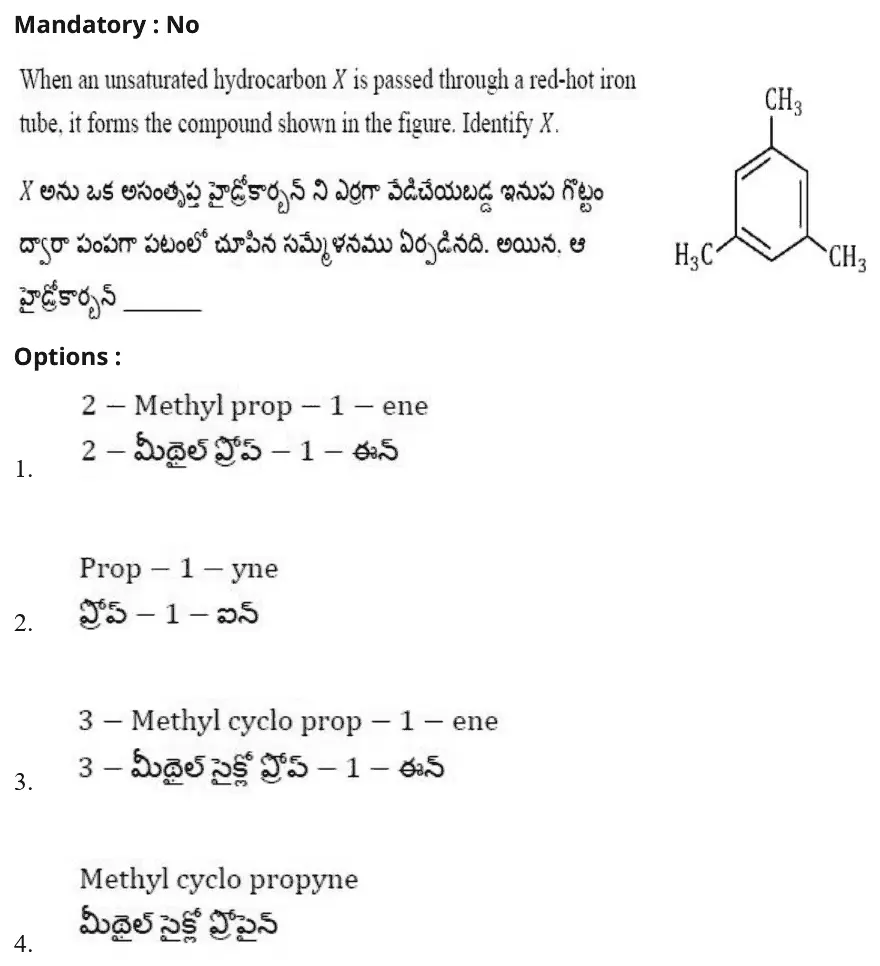 Mandatory : No
When an unsaturated hydrocarbon X is passed through a red-hot iron
tube, it forms the compound shown in the figure. Identify X.
X అను ఒక అసంతృప్త హైడ్రోకార్బన్ ని ఎర్రగా వేడిచేయబడ్డ ఇనుప గొట్టం
ద్వారా పంపగా పటంలో చూపిన సమ్మేళనము ఏర్పడినది. అయిన, ఆ
హైడ్రోకార్బన్ ______
CH3
H3C
CH3
Options :
2 − Methyl prop − 1 − ene
1. 2 − మీథైల్ ప్రోప్ − 1 − ఈన్
Prop − 1 − yne
2. ప్రోప్ − 1 − ఐన్
3 − Methyl cyclo prop − 1 − ene
3. 3 − మీథైల్ సైక్లో ప్రోప్ − 1 − ఈన్
Methyl cyclo propyne
4. మీథైల్ సైక్లో ప్రోపైన్